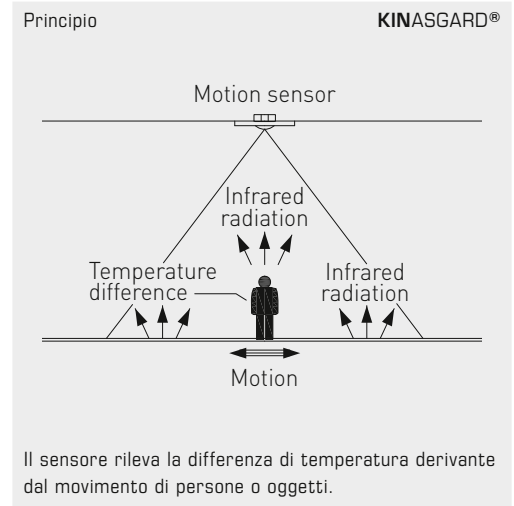 Principio KINASGARD®
Motion sensor
Infrared
radiation
Temperature
difference
Infrared
radiation
Motion
Il sensore rileva la differenza di temperatura derivante
dal movimento di persone o oggetti.